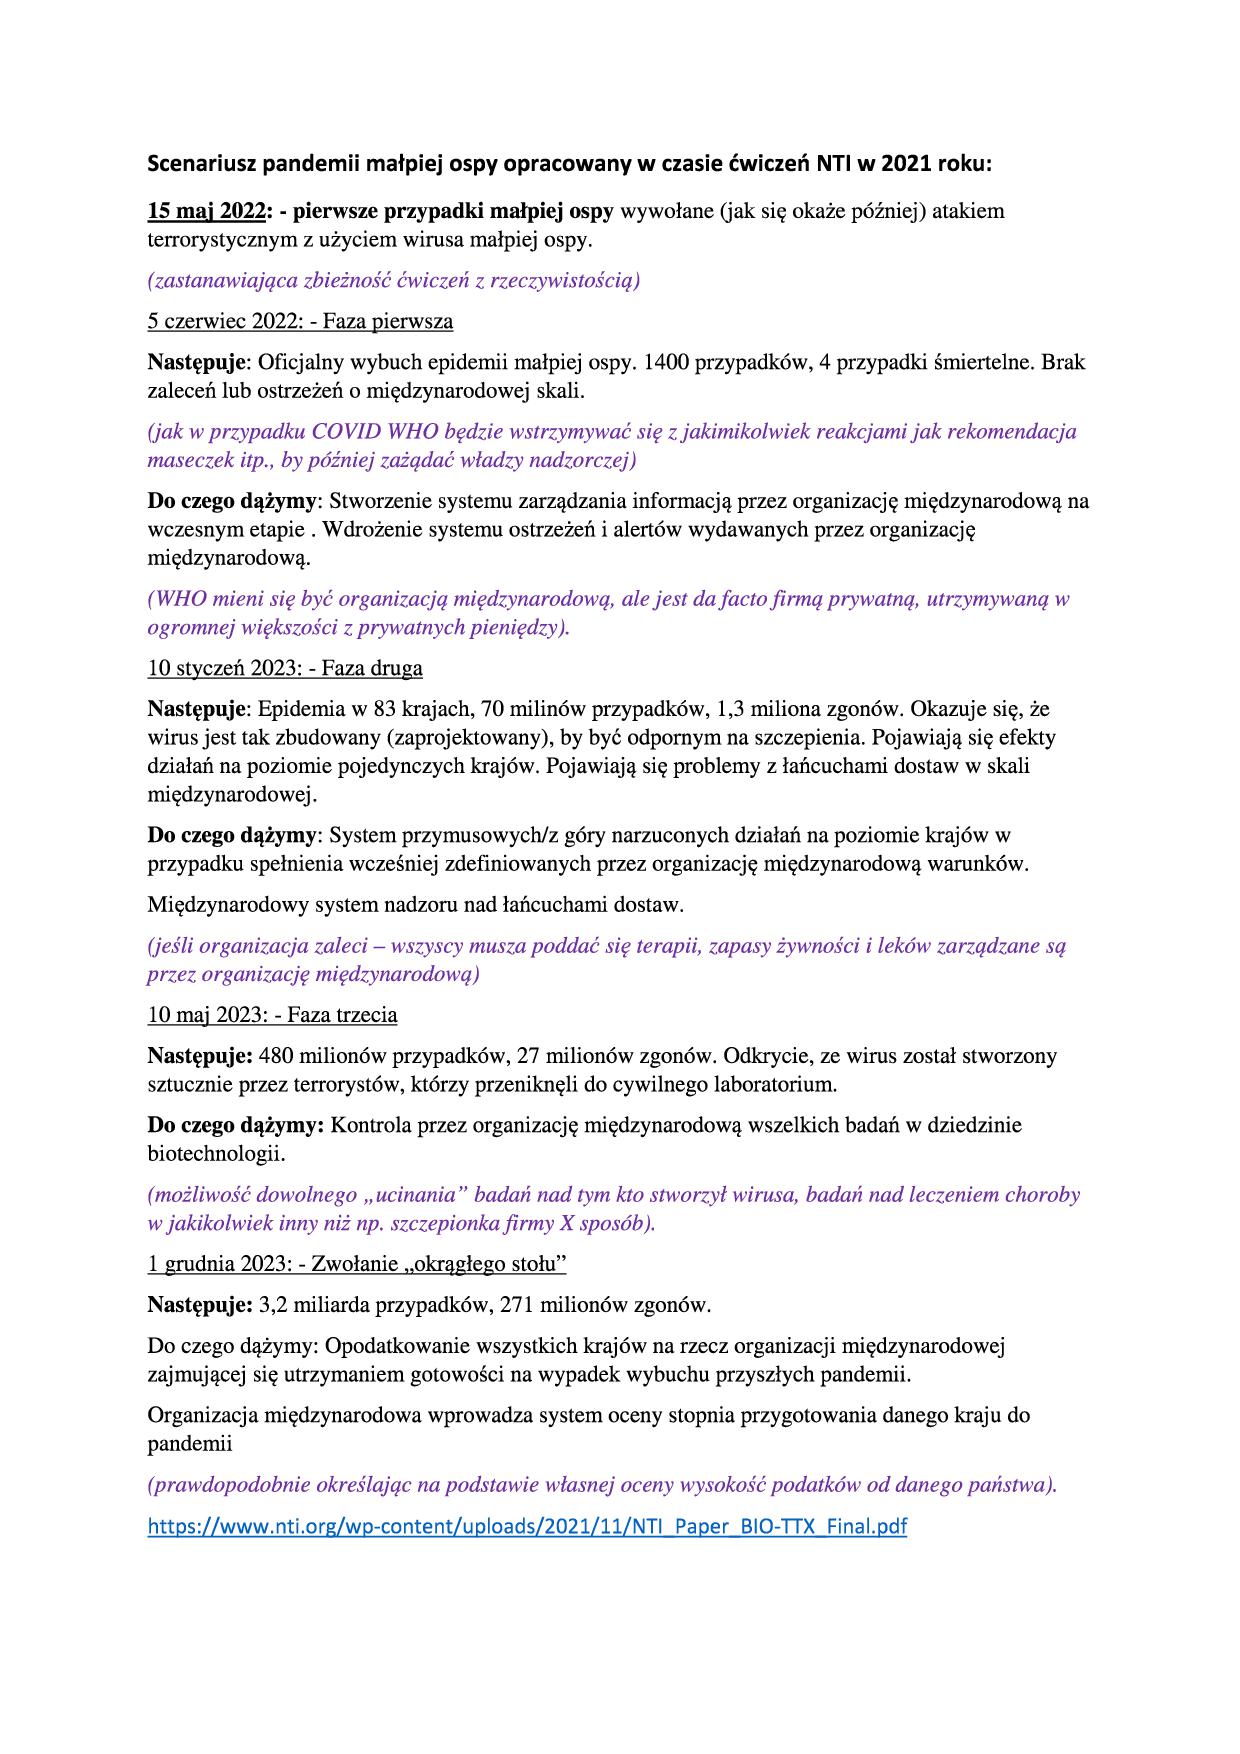 Scenariusz pandemii małpiej ospy opracowany w czasie ćwiczeń NTI w 2021 roku:
15 maj 2022: - pierwsze przypadki małpiej ospy wywołane (jak się okaże później) atakiem
terrorystycznym z użyciem wirusa małpiej ospy.
(zastanawiająca zbieżność ćwiczeń z rzeczywistością)
5 czerwiec 2022: - Faza pierwsza
Następuje: Oficjalny wybuch epidemii małpiej ospy. 1400 przypadków, 4 przypadki śmiertelne. Brak
zaleceń lub ostrzeżeń o międzynarodowej skali.
(jak w przypadku COVID WHO będzie wstrzymywać się z jakimikolwiek reakcjami jak rekomendacja
maseczek itp., by później zażądać władzy nadzorczej)
Do czego dążymy: Stworzenie systemu zarządzania informacją przez organizację międzynarodową na
wczesnym etapie . Wdrożenie systemu ostrzeżeń i alertów wydawanych przez organizację
międzynarodową.
(WHO mieni się być organizacją międzynarodową, ale jest da facto firmą prywatną, utrzymywaną w
ogromnej większości z prywatnych pieniędzy).
10 styczeń 2023: - Faza druga
Następuje: Epidemia w 83 krajach, 70 milinów przypadków, 1,3 miliona zgonów. Okazuje się, że
wirus jest tak zbudowany (zaprojektowany), by być odpornym na szczepienia. Pojawiają się efekty
działań na poziomie pojedynczych krajów. Pojawiają się problemy z łańcuchami dostaw w skali
międzynarodowej.
Do czego dążymy: System przymusowych/z góry narzuconych działań na poziomie krajów w
przypadku spełnienia wcześniej zdefiniowanych przez organizację międzynarodową warunków.
Międzynarodowy system nadzoru nad łańcuchami dostaw.
(jeśli organizacja zaleci – wszyscy musza poddać się terapii, zapasy żywności i leków zarządzane są
przez organizację międzynarodową)
10 maj 2023: - Faza trzecia
Następuje: 480 milionów przypadków, 27 milionów zgonów. Odkrycie, ze wirus został stworzony
sztucznie przez terrorystów, którzy przeniknęli do cywilnego laboratorium.
Do czego dążymy: Kontrola przez organizację międzynarodową wszelkich badań w dziedzinie
biotechnologii.
(możliwość dowolnego „ucinania” badań nad tym kto stworzył wirusa, badań nad leczeniem choroby
w jakikolwiek inny niż np. szczepionka firmy X sposób).
1 grudnia 2023: - Zwołanie „okrągłego stołu”
Następuje: 3,2 miliarda przypadków, 271 milionów zgonów.
Do czego dążymy: Opodatkowanie wszystkich krajów na rzecz organizacji międzynarodowej
zajmującej się utrzymaniem gotowości na wypadek wybuchu przyszłych pandemii.
Organizacja międzynarodowa wprowadza system oceny stopnia przygotowania danego kraju do
pandemii
(prawdopodobnie określając na podstawie własnej oceny wysokość podatków od danego państwa).
https://www.nti.org/wp-content/uploads/2021/11/NTI_Paper_BIO-TTX_Final.pdf